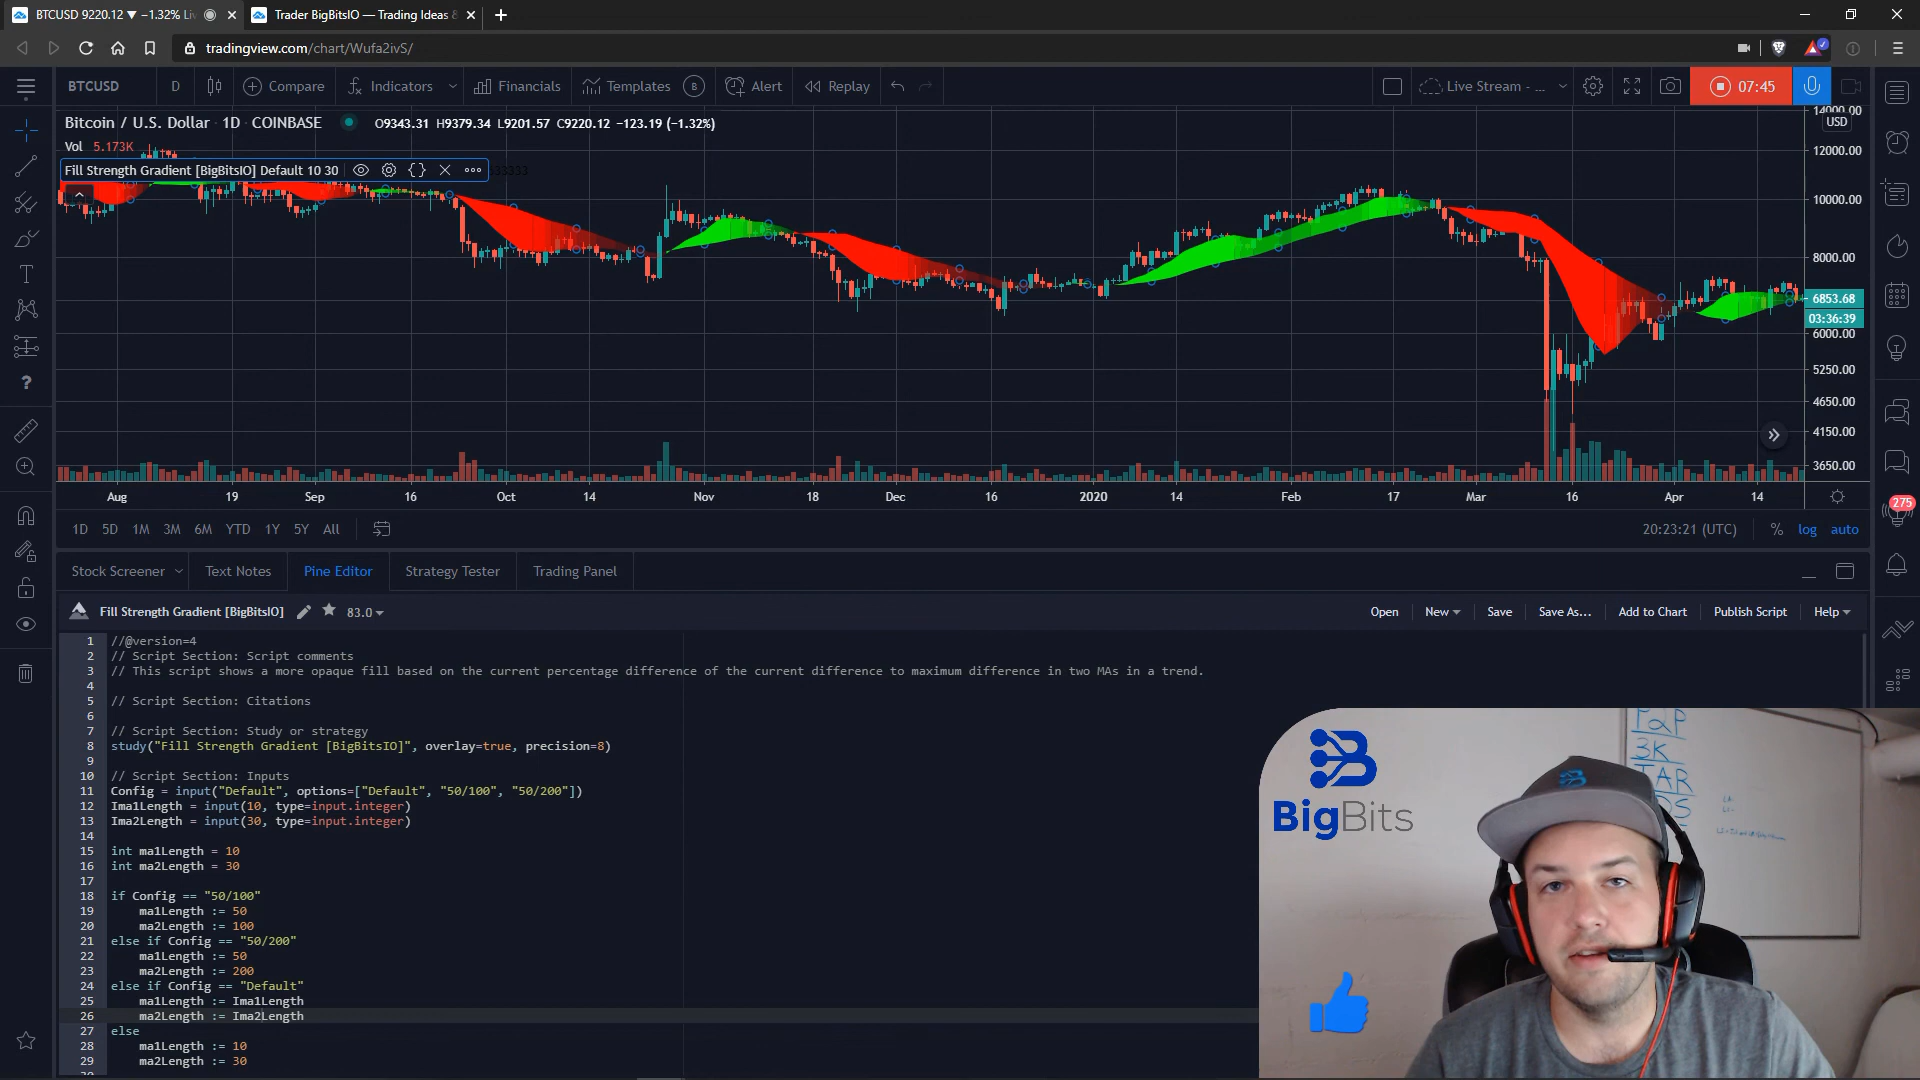 BTCUSD 9220.12 ▼ −1.32% Li
Trader BigBitsIO — Trading Ideas &
tradingview.com/chart/Wufa2ivS/
BTCUSD D Compare Indicators Financials Templates B Alert Replay Live Stream - ... 07:45
Bitcoin / U.S. Dollar · 1D · COINBASE O9343.31 H9379.34 L9201.57 C9220.12 −123.19 (−1.32%)
Vol 5.173K
Fill Strength Gradient [BigBitsIO] Default 10 30
14000.00
USD
12000.00
10000.00
8000.00
6853.68
03:36:39
6000.00
5250.00
4650.00
4150.00
3650.00
Aug 19 Sep 16 Oct 14 Nov 18 Dec 16 2020 14 Feb 17 Mar 16 Apr 14
275
1D 5D 1M 3M 6M YTD 1Y 5Y All 20:23:21 (UTC) % log auto
Stock Screener Text Notes Pine Editor Strategy Tester Trading Panel
Fill Strength Gradient [BigBitsIO] 83.0 Open New Save Save As... Add to Chart Publish Script Help
1 //@version=4
2 // Script Section: Script comments
3 // This script shows a more opaque fill based on the current percentage difference of the current difference to maximum difference in two MAs in a trend.
4
5 // Script Section: Citations
6
7 // Script Section: Study or strategy
8 study("Fill Strength Gradient [BigBitsIO]", overlay=true, precision=8)
9
10 // Script Section: Inputs
11 Config = input("Default", options=["Default", "50/100", "50/200"])
12 Ima1Length = input(10, type=input.integer)
13 Ima2Length = input(30, type=input.integer)
14
15 int ma1Length = 10
16 int ma2Length = 30
17
18 if Config == "50/100"
19 ma1Length := 50
20 ma2Length := 100
21 else if Config == "50/200"
22 ma1Length := 50
23 ma2Length := 200
24 else if Config == "Default"
25 ma1Length := Ima1Length
26 ma2Length := Ima2Length
27 else
28 ma1Length := 10
29 ma2Length := 30
BigBits
P2P
3K
TAR